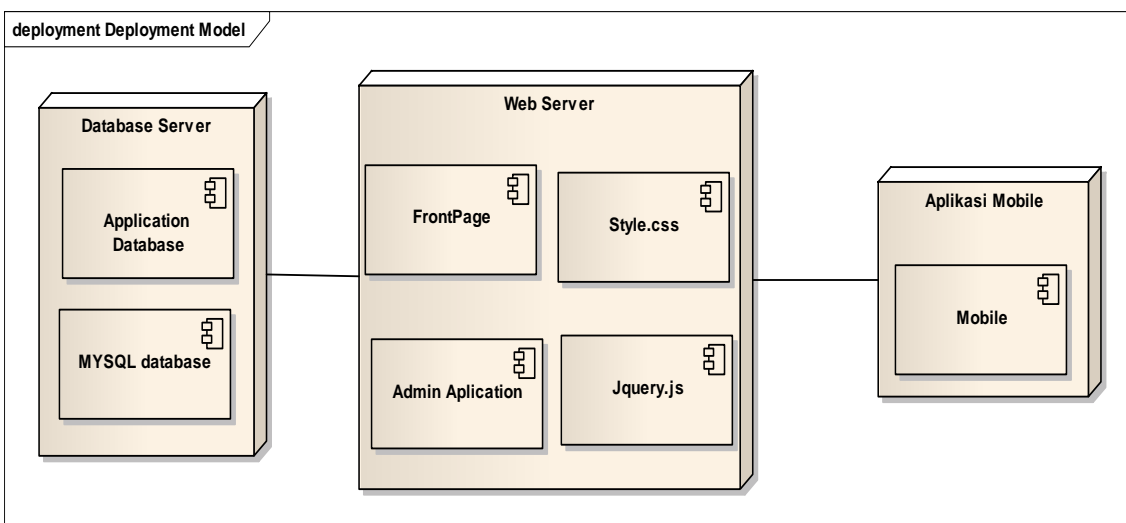 deployment Deployment Model
Database Server
Application
Database
MYSQL database
Web Server
FrontPage
Style.css
Admin Aplication
Jquery.js
Aplikasi Mobile
Mobile